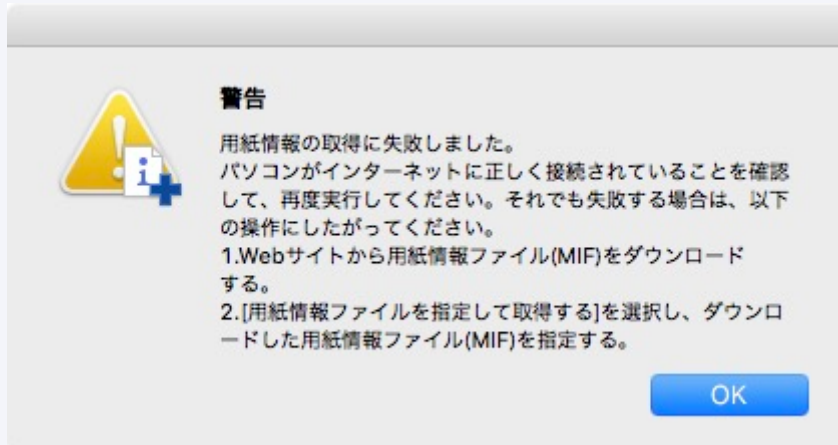 警告
用紙情報の取得に失敗しました。
パソコンがインターネットに正しく接続されていることを確認
して、再度実行してください。それでも失敗する場合は、以下
の操作にしたがってください。
1.Webサイトから用紙情報ファイル(MIF)をダウンロード
する。
2.[用紙情報ファイルを指定して取得する]を選択し、ダウンロ
ードした用紙情報ファイル(MIF)を指定する。
OK